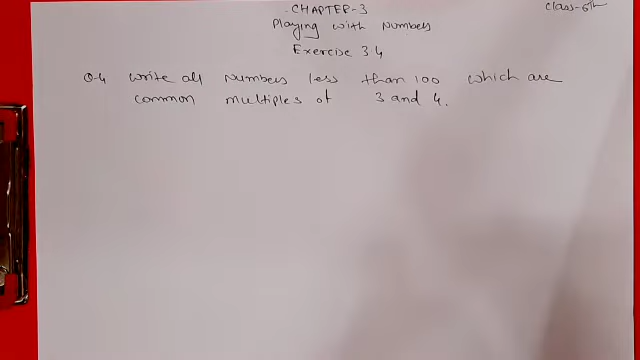 CHAPTER-3
Class-6th
Playing with Numbers
Exercise 3.4
Q.4 write all Numbers less than 100 which are
common multiples of 3 and 4.